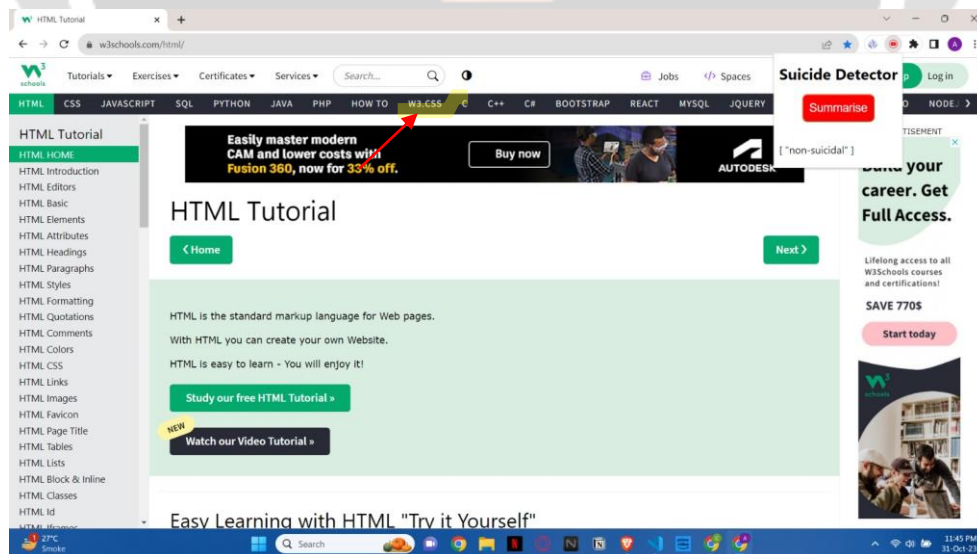 HTML Tutorial
w3schools.com/html/
W3 schools
Tutorials
Exercises
Certificates
Services
Search...
Jobs
Spaces
Log in
Suicide Detector
Summarise
[ "non-suicidal" ]
HTML CSS JAVASCRIPT SQL PYTHON JAVA PHP HOW TO W3.CSS C C++ C# BOOTSTRAP REACT MYSQL JQUERY
HTML Tutorial
HTML HOME
HTML Introduction
HTML Editors
HTML Basic
HTML Elements
HTML Attributes
HTML Headings
HTML Paragraphs
HTML Styles
HTML Formatting
HTML Quotations
HTML Comments
HTML Colors
HTML CSS
HTML Links
HTML Images
HTML Favicon
HTML Page Title
HTML Tables
HTML Lists
HTML Block & Inline
HTML Classes
HTML Id
HTML Iframes
Easily master modern
CAM and lower costs with
Fusion 360, now for 33% off.
Buy now
AUTODESK
HTML Tutorial
❮ Home
Next ❯
HTML is the standard markup language for Web pages.
With HTML you can create your own Website.
HTML is easy to learn - You will enjoy it!
Study our free HTML Tutorial »
NEW
Watch our Video Tutorial »
Easy Learning with HTML "Try it Yourself"
Build your
career. Get
Full Access.
Lifelong access to all
W3Schools courses
and certifications!
SAVE 770$
Start today
W3
schools
27°C
Smoke
Search
11:45 PM